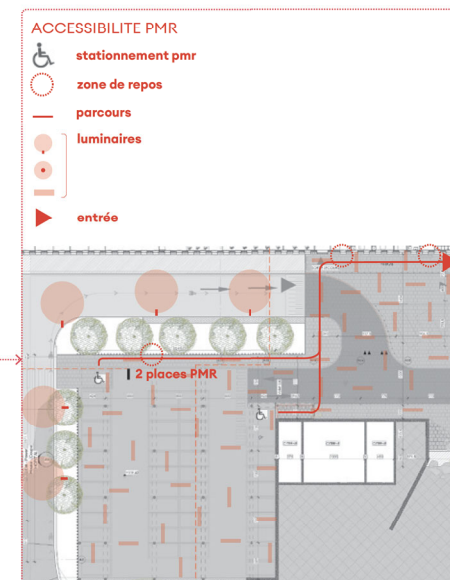 ACCESSIBILITE PMR
stationnement pmr
zone de repos
parcours
luminaires
entrée
2 places PMR